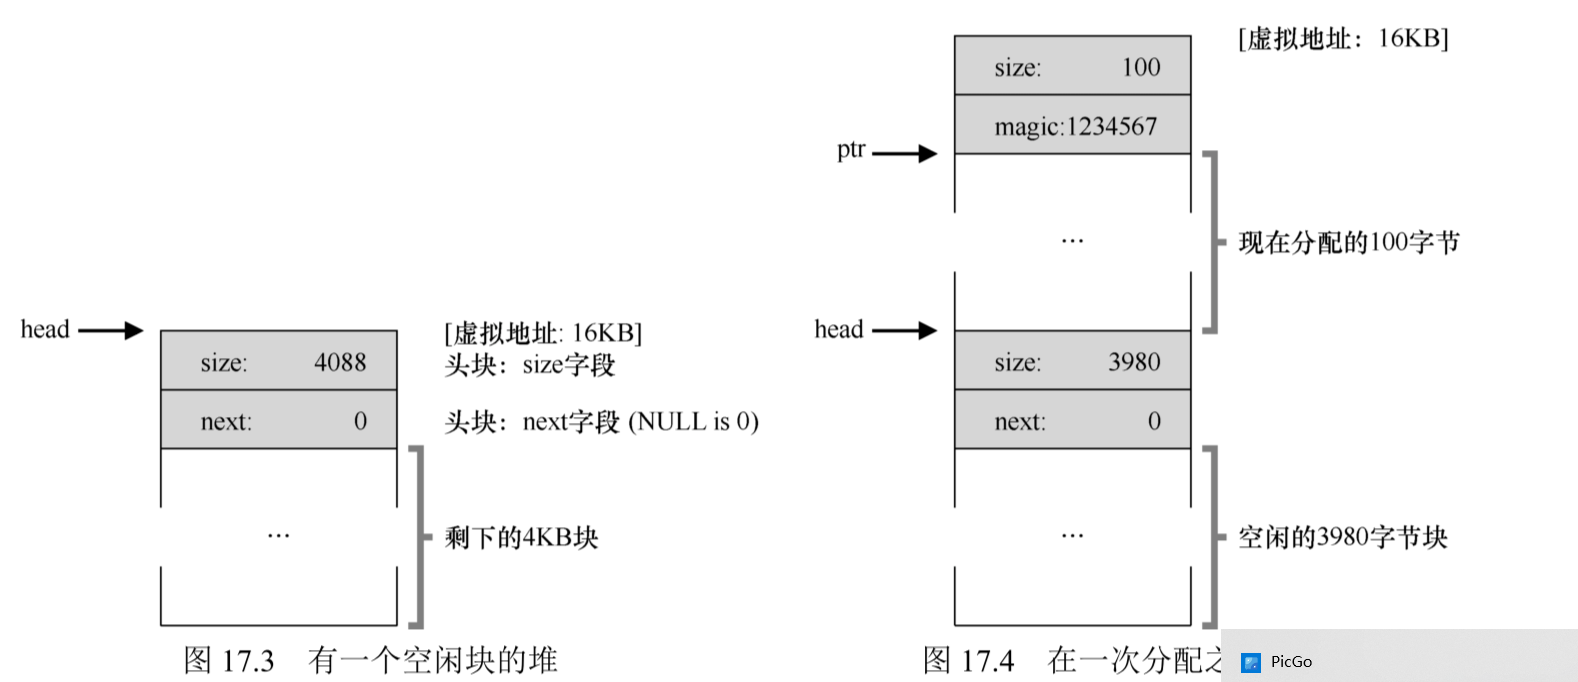 head
[虚拟地址: 16KB]
size: 4088
头块：size字段
next: 0
头块：next字段 (NULL is 0)
...
剩下的4KB块
图 17.3 有一个空闲块的堆
[虚拟地址：16KB]
size: 100
magic:1234567
ptr
...
现在分配的100字节
head
size: 3980
next: 0
...
空闲的3980字节块
图 17.4 在一次分配
PicGo